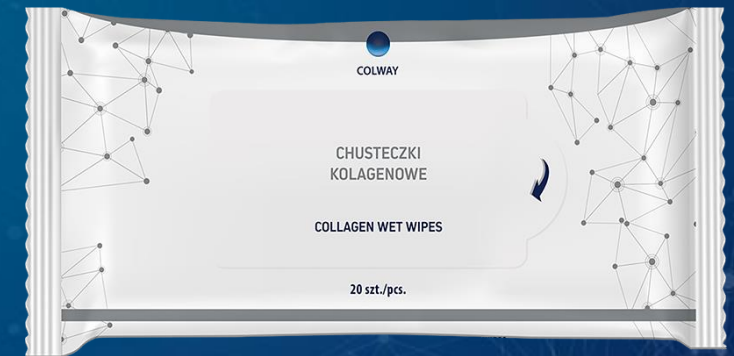 COLWAY
CHUSTECZKI
KOLAGENOWE
COLLAGEN WET WIPES
20 szt./pcs.